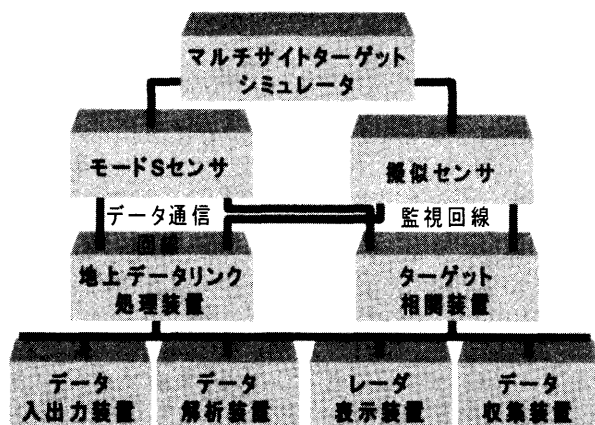 マルチサイトターゲット
シミュレータ
モードSセンサ
擬似センサ
データ通信
回線
監視回線
地上データリンク
処理装置
ターゲット
相関装置
データ
入出力装置
データ
解析装置
レーダ
表示装置
データ
収集装置